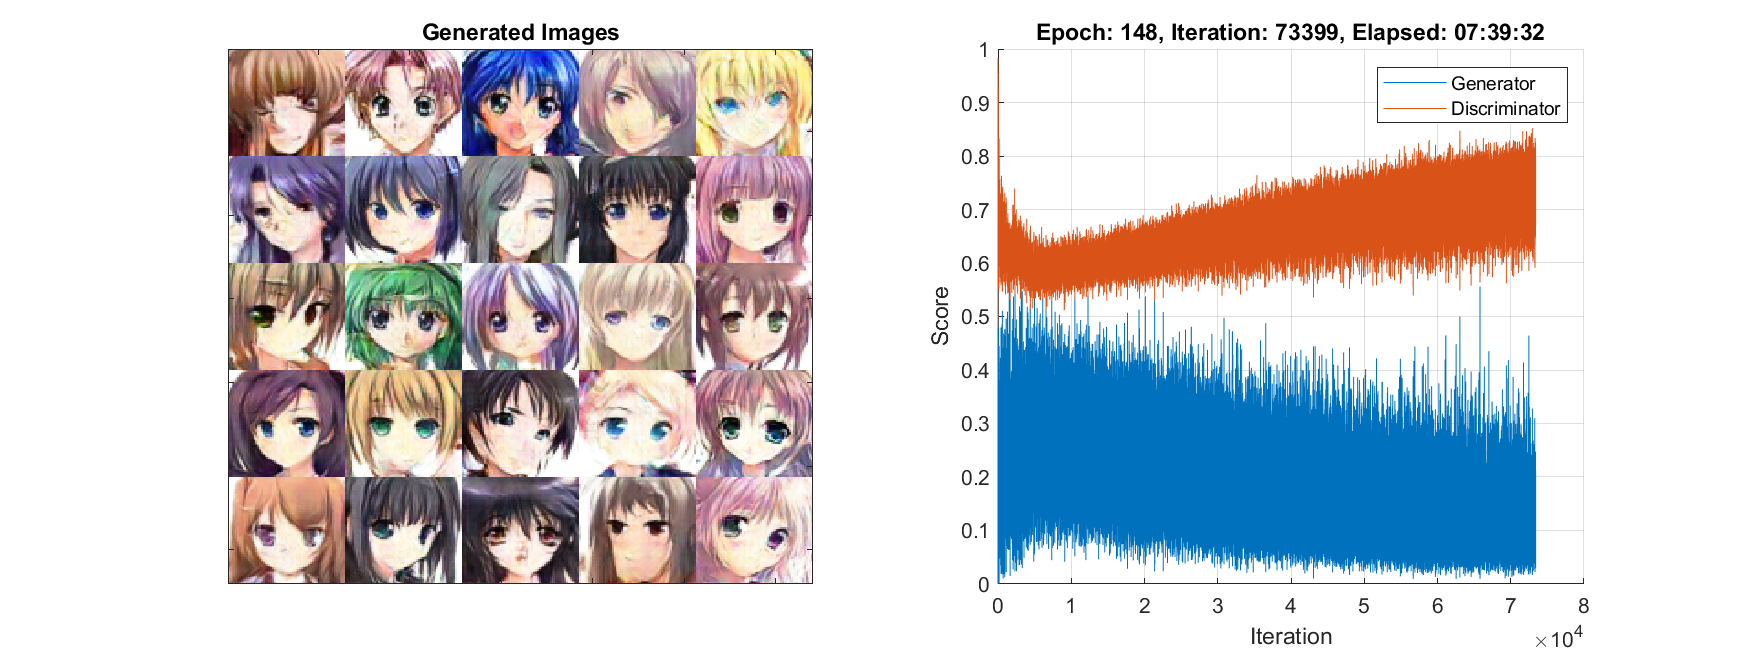 Generated Images
Epoch: 148, Iteration: 73399, Elapsed: 07:39:32
Generator
Discriminator
1
0.9
0.8
0.7
0.6
0.5
0.4
0.3
0.2
0.1
0
Score
0 1 2 3 4 5 6 7 8
Iteration
×10⁴